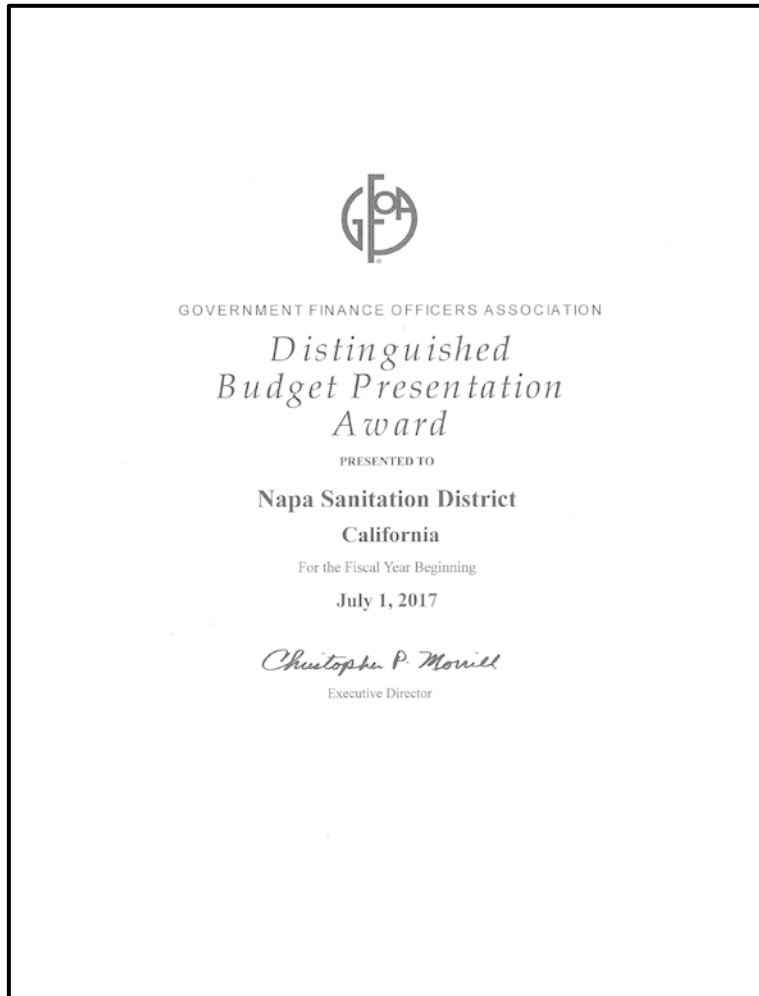 GFOA
GOVERNMENT FINANCE OFFICERS ASSOCIATION
Distinguished
Budget Presentation
Award
PRESENTED TO
Napa Sanitation District
California
For the Fiscal Year Beginning
July 1, 2017
Christopher P. Morrill
Executive Director